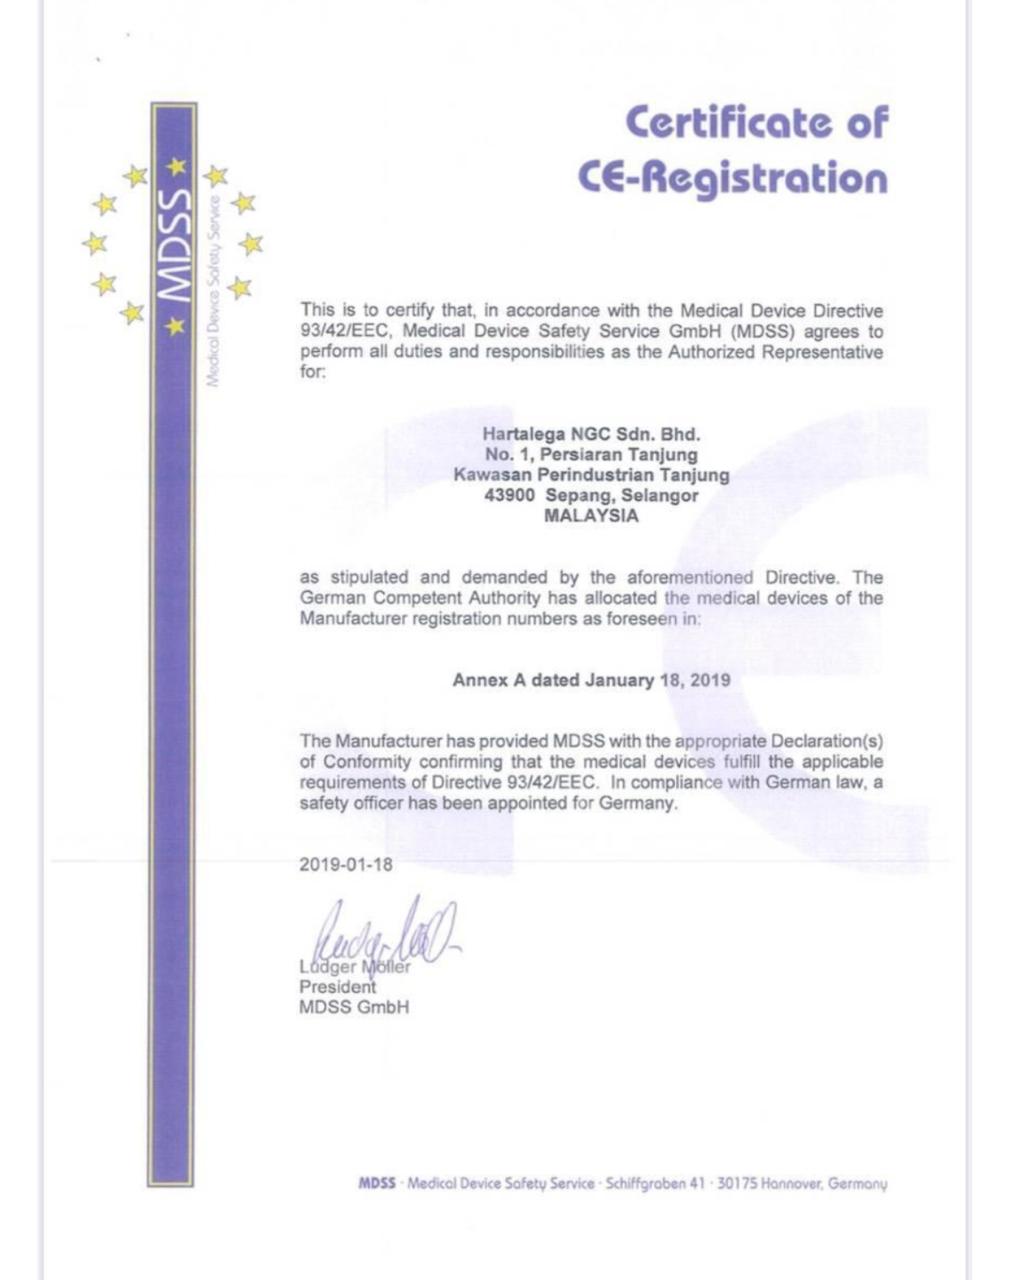 Certificate of
CE-Registration
MDSS
Medical Device Safety Service
This is to certify that, in accordance with the Medical Device Directive
93/42/EEC, Medical Device Safety Service GmbH (MDSS) agrees to
perform all duties and responsibilities as the Authorized Representative
for:
Hartalega NGC Sdn. Bhd.
No. 1, Persiaran Tanjung
Kawasan Perindustrian Tanjung
43900 Sepang, Selangor
MALAYSIA
as stipulated and demanded by the aforementioned Directive. The
German Competent Authority has allocated the medical devices of the
Manufacturer registration numbers as foreseen in:
Annex A dated January 18, 2019
The Manufacturer has provided MDSS with the appropriate Declaration(s)
of Conformity confirming that the medical devices fulfill the applicable
requirements of Directive 93/42/EEC. In compliance with German law, a
safety officer has been appointed for Germany.
2019-01-18
Ludger Möller
President
MDSS GmbH
MDSS · Medical Device Safety Service · Schiffgraben 41 · 30175 Hannover, Germany